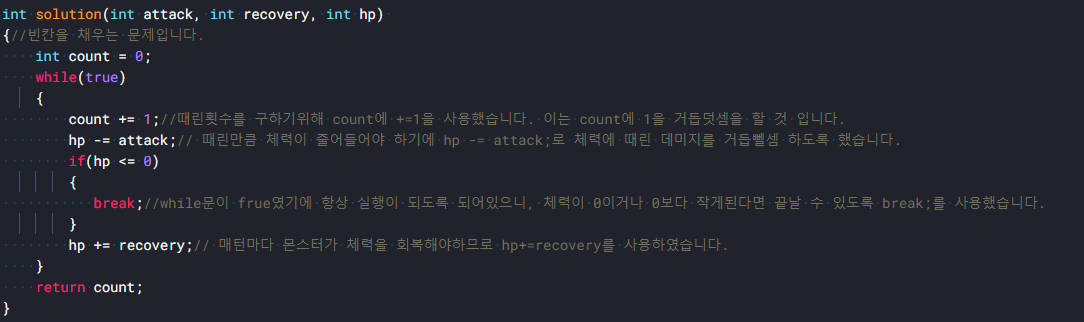 int solution(int attack, int recovery, int hp)
{//빈칸을 채우는 문제입니다.
    int count = 0;
    while(true)
    {
        count += 1;//때린횟수를 구하기위해 count에 +=1을 사용했습니다. 이는 count에 1을 거듭덧셈을 할 것 입니다.
        hp -= attack;// 때린만큼 체력이 줄어들어야 하기에 hp -= attack;로 체력에 때린 데미지를 거듭뺄셈 하도록 했습니다.
        if(hp <= 0)
        {
           break;//while문이 frue였기에 항상 실행이 되도록 되어있으니, 체력이 0이거나 0보다 작게된다면 끝날 수 있도록 break;를 사용했습니다.
        }
        hp += recovery;// 매턴마다 몬스터가 체력을 회복해야하므로 hp+=recovery를 사용하였습니다.
    }
    return count;
}